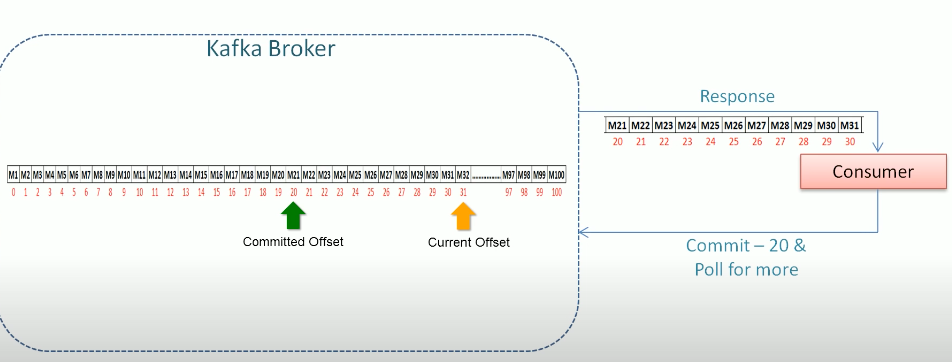 Kafka Broker
Response
M21 M22 M23 M24 M25 M26 M27 M28 M29 M30 M31
20 21 22 23 24 25 26 27 28 29 30
Consumer
M1 M2 M3 M4 M5 M6 M7 M8 M9 M10 M11 M12 M13 M14 M15 M16 M17 M18 M19 M20 M21 M22 M23 M24 M25 M26 M27 M28 M29 M30 M31 M32 ............. M97 M98 M99 M100
0 1 2 3 4 5 6 7 8 9 10 11 12 13 14 15 16 17 18 19 20 21 22 23 24 25 26 27 28 29 30 31 97 98 99 100
Committed Offset
Current Offset
Commit – 20 &
Poll for more